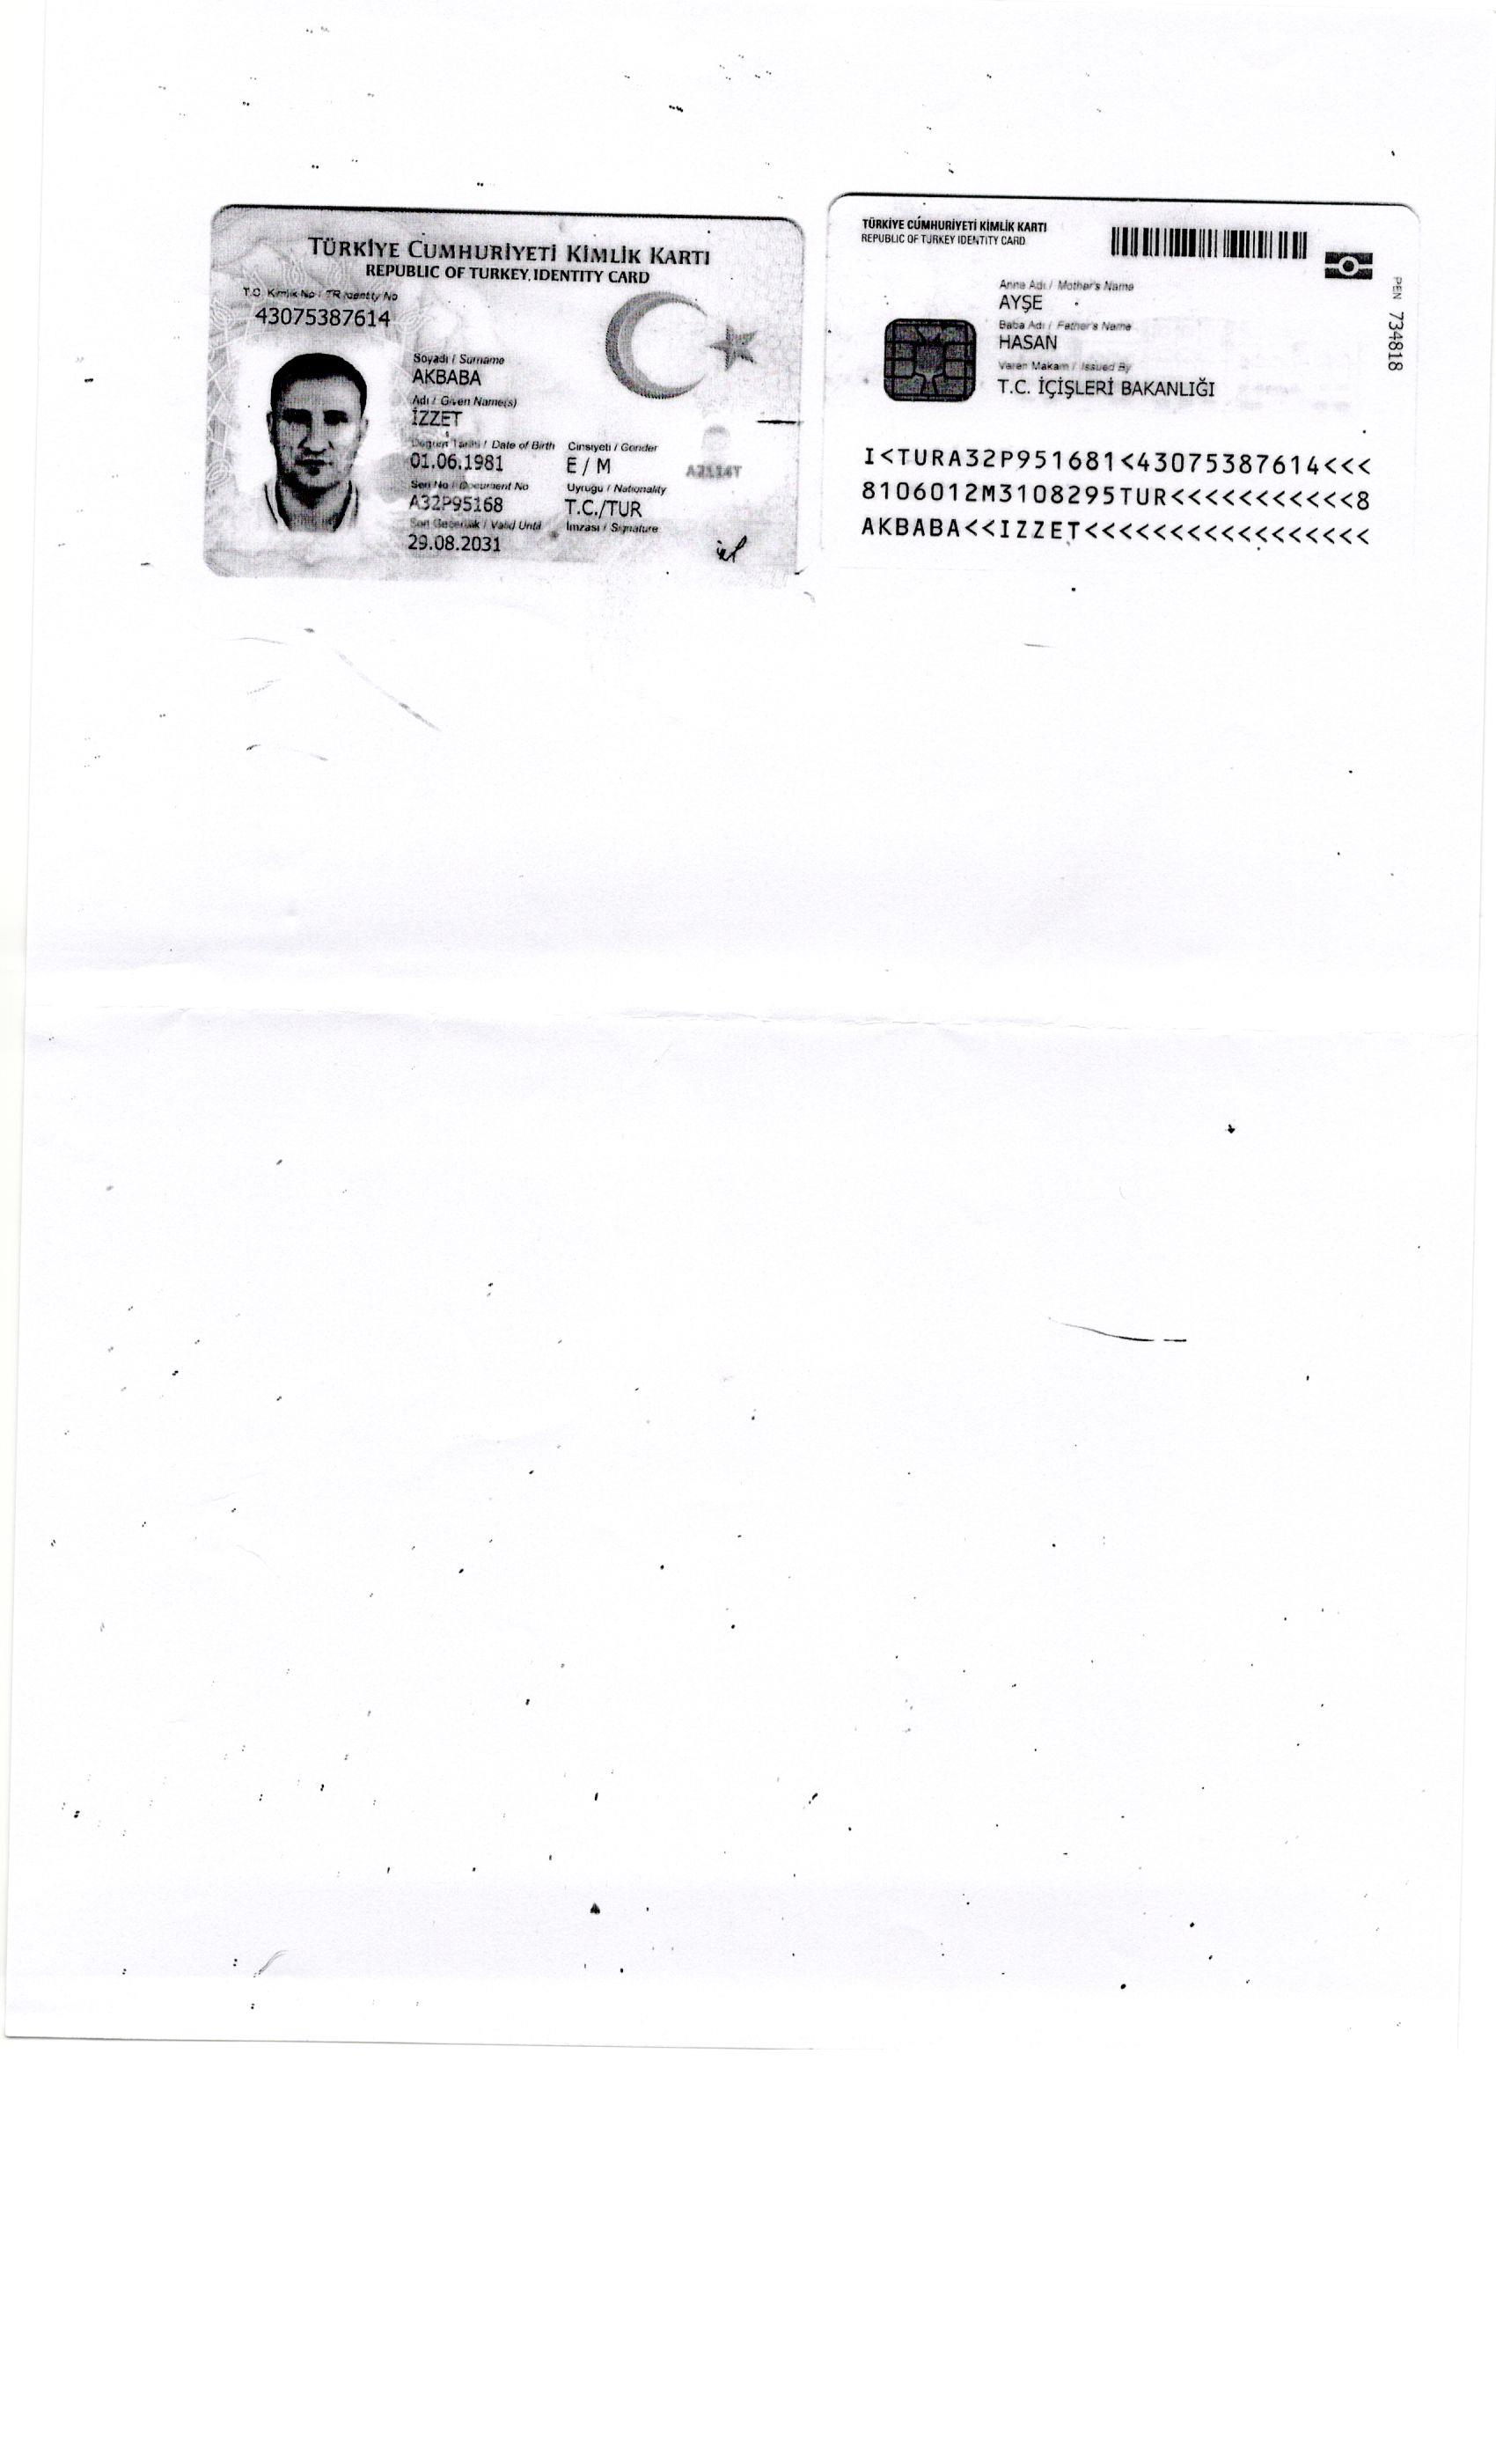 TÜRKİYE CUMHURİYETİ KİMLİK KARTI
REPUBLIC OF TURKEY IDENTITY CARD
T.C. Kimlik No / TR Identity No
43075387614
Soyadı / Surname
AKBABA
Adı / Given Name(s)
İZZET
Doğum Tarihi / Date of Birth Cinsiyeti / Gender
01.06.1981 E / M
Seri No / Document No Uyruğu / Nationality
A32P95168 T.C./TUR
Son Geçerlilik / Valid Until İmzası / Signature
29.08.2031
TÜRKİYE CUMHURİYETİ KİMLİK KARTI
REPUBLIC OF TURKEY IDENTITY CARD
Anne Adı / Mother's Name
AYŞE
Baba Adı / Father's Name
HASAN
Veren Makam / Issued By
T.C. İÇİŞLERİ BAKANLIĞI
PEN 734818
I<TURA32P951681<43075387614<<<
8106012M3108295TUR<<<<<<<<<<<8
AKBABA<<IZZET<<<<<<<<<<<<<<<<<